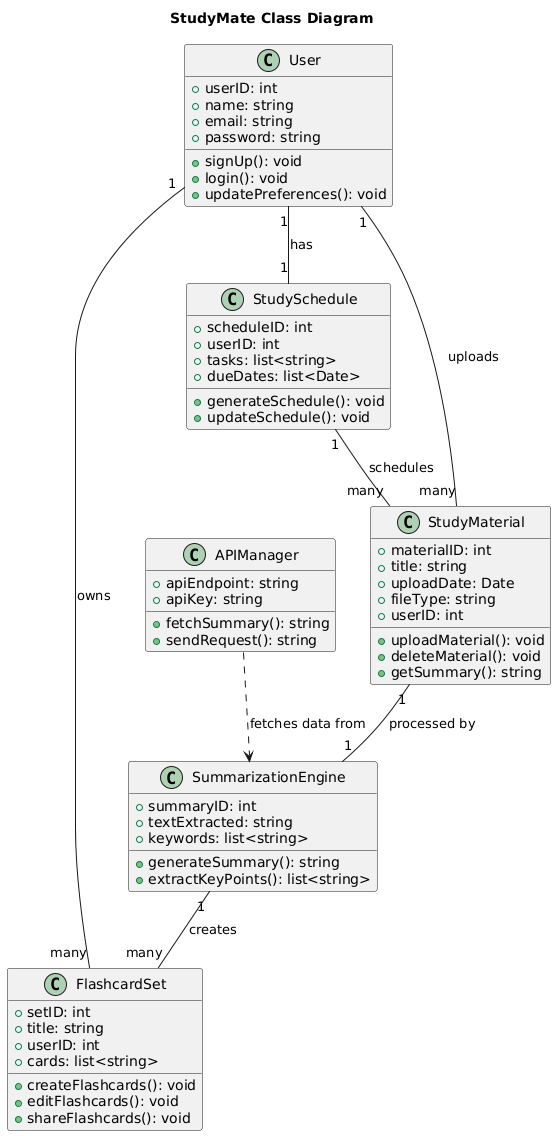 StudyMate Class Diagram
C User
userID: int
name: string
email: string
password: string
signUp(): void
login(): void
updatePreferences(): void
1
1
1
has
1
C StudySchedule
scheduleID: int
userID: int
tasks: list<string>
dueDates: list<Date>
generateSchedule(): void
updateSchedule(): void
uploads
1
schedules
many
many
C StudyMaterial
materialID: int
title: string
uploadDate: Date
fileType: string
userID: int
uploadMaterial(): void
deleteMaterial(): void
getSummary(): string
C APIManager
apiEndpoint: string
apiKey: string
fetchSummary(): string
sendRequest(): string
owns
fetches data from
1
processed by
1
C SummarizationEngine
summaryID: int
textExtracted: string
keywords: list<string>
generateSummary(): string
extractKeyPoints(): list<string>
1
creates
many
many
C FlashcardSet
setID: int
title: string
userID: int
cards: list<string>
createFlashcards(): void
editFlashcards(): void
shareFlashcards(): void